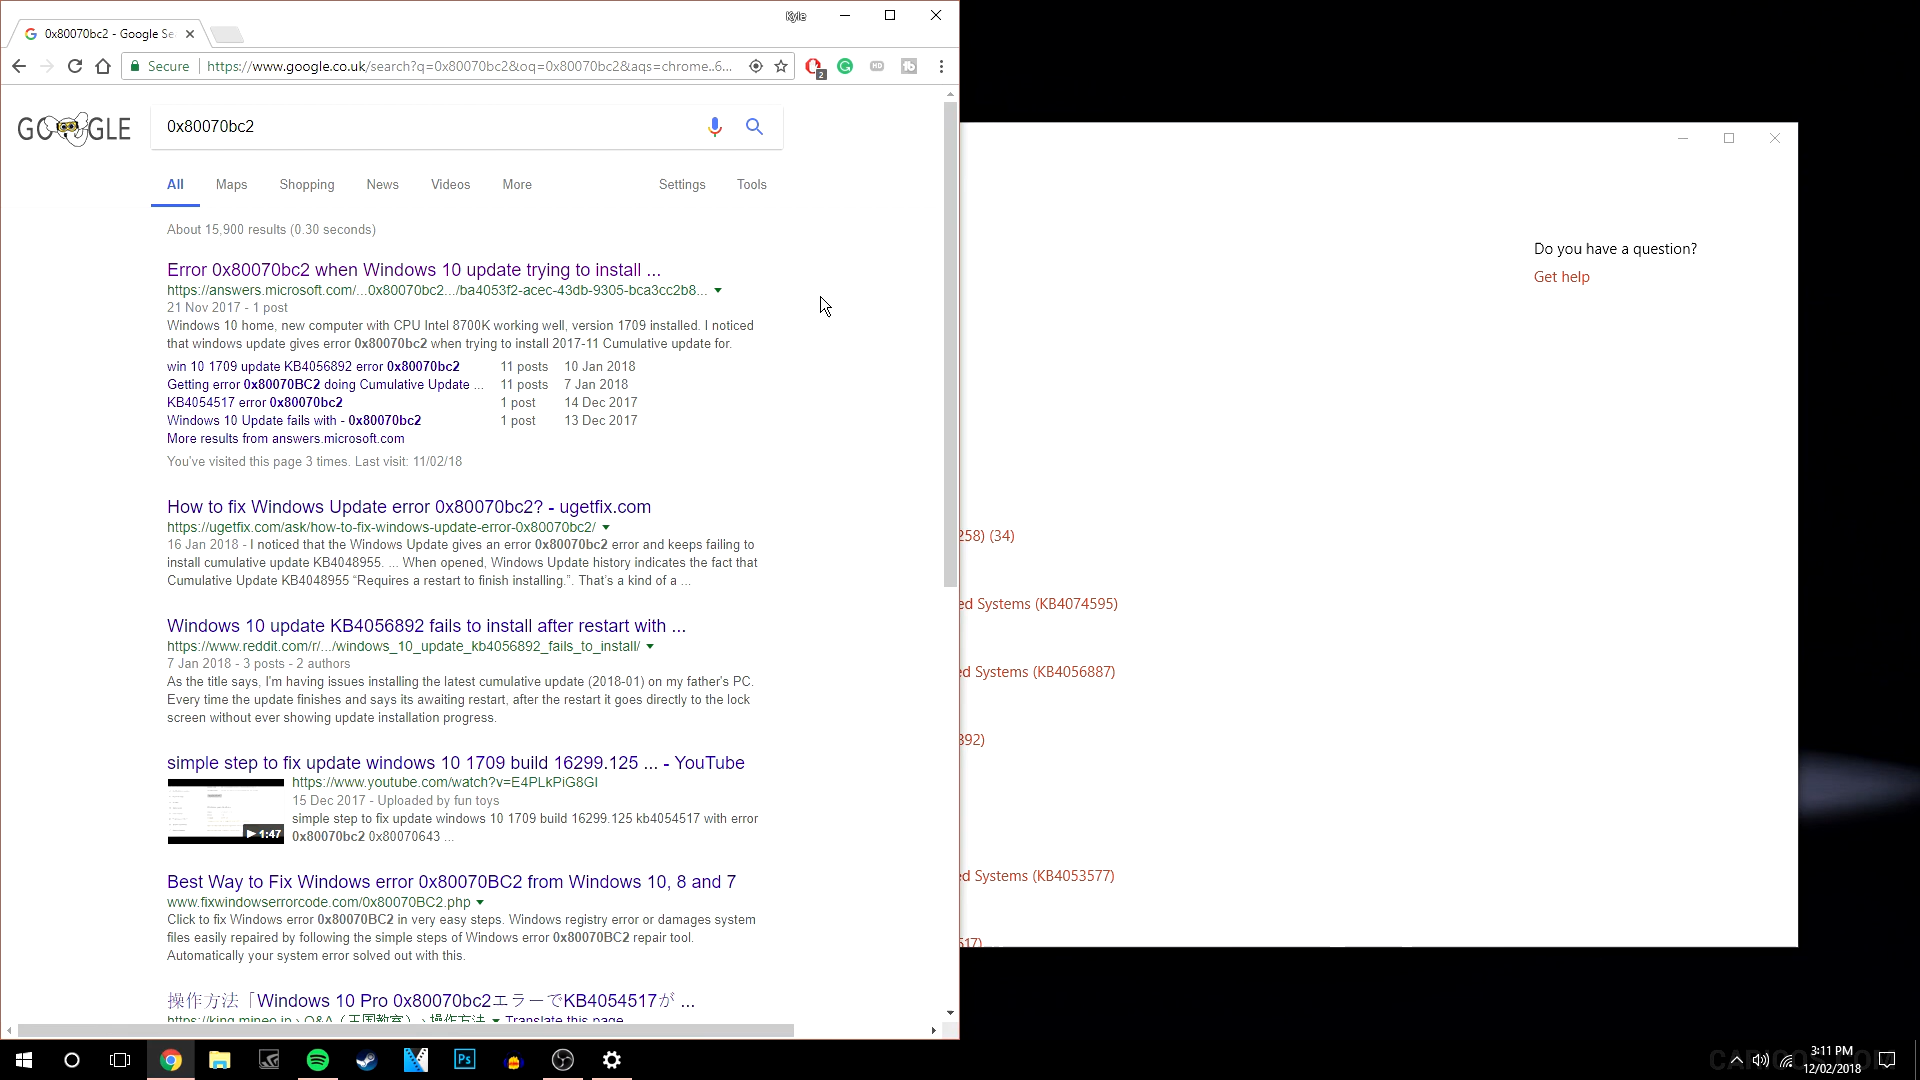 Kyle
0x80070bc2 - Google Se
Secure
https://www.google.co.uk/search?q=0x80070bc2&oq=0x80070bc2&aqs=chrome..6...
2
HD
GOOGLE
0x80070bc2
All Maps Shopping News Videos More Settings Tools
About 15,900 results (0.30 seconds)
Error 0x80070bc2 when Windows 10 update trying to install ...
https://answers.microsoft.com/...0x80070bc2.../ba4053f2-acec-43db-9305-bca3cc2b8...
21 Nov 2017 - 1 post
Windows 10 home, new computer with CPU Intel 8700K working well, version 1709 installed. I noticed
that windows update gives error 0x80070bc2 when trying to install 2017-11 Cumulative update for.
win 10 1709 update KB4056892 error 0x80070bc2 11 posts 10 Jan 2018
Getting error 0x80070BC2 doing Cumulative Update ... 11 posts 7 Jan 2018
KB4054517 error 0x80070bc2 1 post 14 Dec 2017
Windows 10 Update fails with - 0x80070bc2 1 post 13 Dec 2017
More results from answers.microsoft.com
You've visited this page 3 times. Last visit: 11/02/18
How to fix Windows Update error 0x80070bc2? - ugetfix.com
https://ugetfix.com/ask/how-to-fix-windows-update-error-0x80070bc2/
16 Jan 2018 - I noticed that the Windows Update gives an error 0x80070bc2 error and keeps failing to
install cumulative update KB4048955. ... When opened, Windows Update history indicates the fact that
Cumulative Update KB4048955 “Requires a restart to finish installing.”. That's a kind of a ...
Windows 10 update KB4056892 fails to install after restart with ...
https://www.reddit.com/r/.../windows_10_update_kb4056892_fails_to_install/
7 Jan 2018 - 3 posts - 2 authors
As the title says, I'm having issues installing the latest cumulative update (2018-01) on my father's PC.
Every time the update finishes and says its awaiting restart, after the restart it goes directly to the lock
screen without ever showing update installation progress.
simple step to fix update windows 10 1709 build 16299.125 ... - YouTube
https://www.youtube.com/watch?v=E4PLkPiG8GI
15 Dec 2017 - Uploaded by fun toys
simple step to fix update windows 10 1709 build 16299.125 kb4054517 with error
0x80070bc2 0x80070643 ...
1:47
Best Way to Fix Windows error 0x80070BC2 from Windows 10, 8 and 7
www.fixwindowserrorcode.com/0x80070BC2.php
Click to fix Windows error 0x80070BC2 in very easy steps. Windows registry error or damages system
files easily repaired by following the simple steps of Windows error 0x80070BC2 repair tool.
Automatically your system error solved out with this.
操作方法「Windows 10 Pro 0x80070bc2エラーでKB4054517が ...
https://king.mineo.jp › Q&A（王国教室） › 操作方法 Translate this page
Do you have a question?
Get help
258) (34)
ed Systems (KB4074595)
ed Systems (KB4056887)
892)
ed Systems (KB4053577)
517)
Ps
3:11 PM
12/02/2018